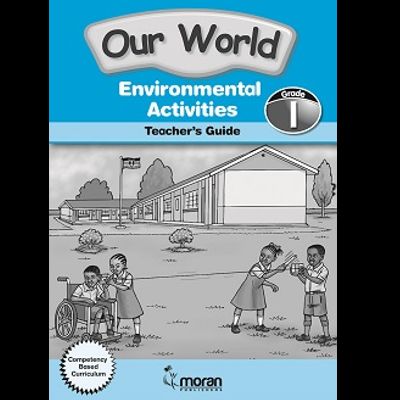 Our World
Environmental
Activities
Grade
1
Teacher's Guide
Competency
Based
Curriculum
moran
PUBLISHERS